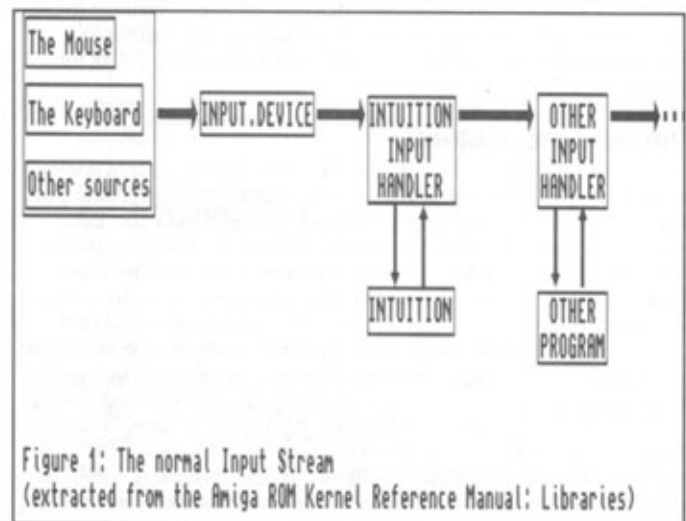 The Mouse
The Keyboard
Other sources
INPUT.DEVICE
INTUITION
INPUT
HANDLER
OTHER
INPUT
HANDLER
...
INTUITION
OTHER
PROGRAM
Figure 1: The normal Input Stream
(extracted from the Amiga ROM Kernel Reference Manual: Libraries)